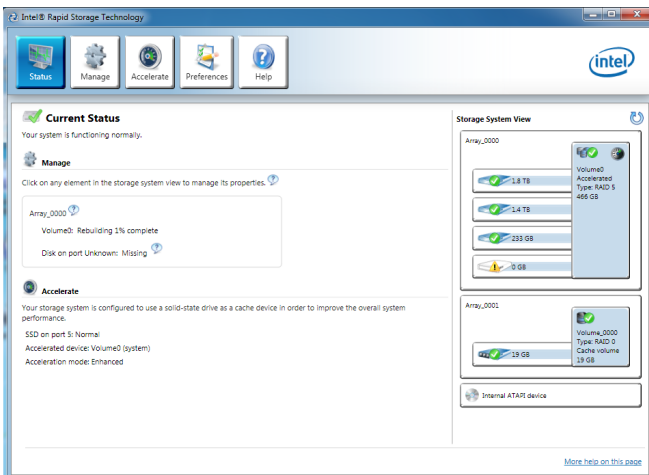 Intel® Rapid Storage Technology
Status
Manage
Accelerate
Preferences
Help
intel
Current Status
Your system is functioning normally.
Manage
Click on any element in the storage system view to manage its properties.
Array_0000
Volume0: Rebuilding 1% complete
Disk on port Unknown: Missing
Accelerate
Your storage system is configured to use a solid-state drive as a cache device in order to improve the overall system
performance.
SSD on port 5: Normal
Accelerated device: Volume0 (system)
Acceleration mode: Enhanced
Storage System View
Array_0000
1.8 TB
1.4 TB
233 GB
0 GB
Volume0
Accelerated
Type: RAID 5
466 GB
Array_0001
19 GB
Volume_0000
Type: RAID 0
Cache volume
19 GB
Internal ATAPI device
More help on this page